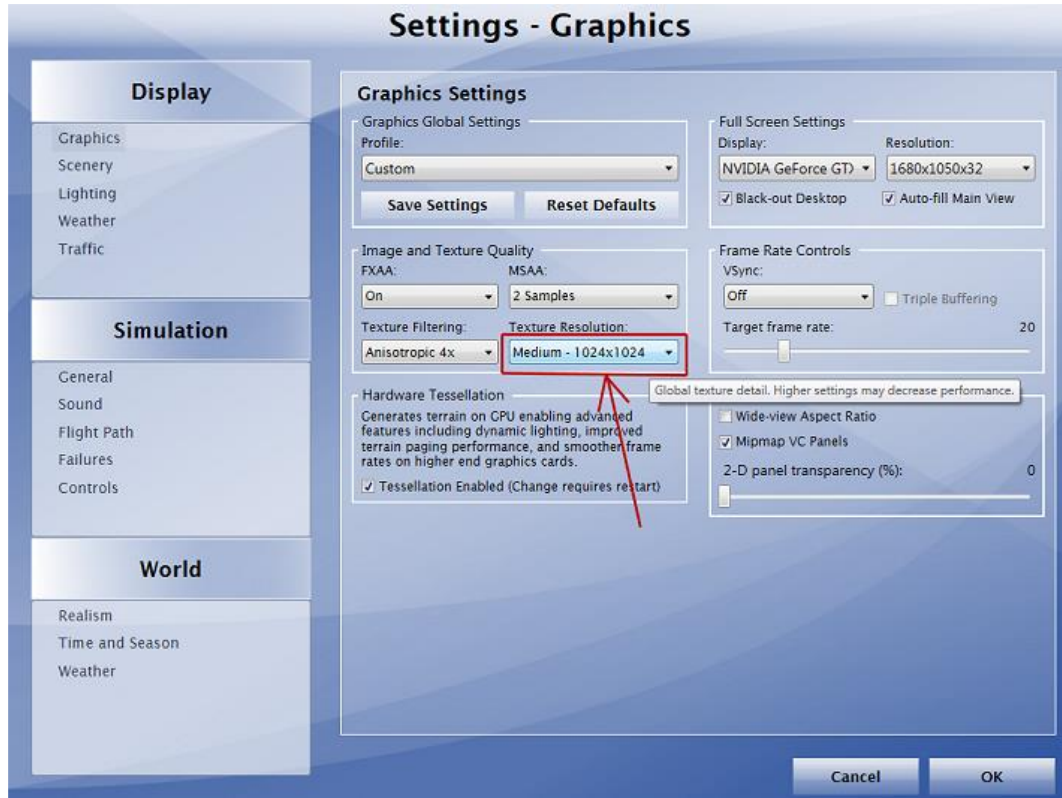 Settings - Graphics
Display
Graphics
Scenery
Lighting
Weather
Traffic
Simulation
General
Sound
Flight Path
Failures
Controls
World
Realism
Time and Season
Weather
Graphics Settings
Graphics Global Settings
Profile:
Custom
Save Settings
Reset Defaults
Full Screen Settings
Display: Resolution:
NVIDIA GeForce GT 1680x1050x32
Black-out Desktop Auto-fill Main View
Image and Texture Quality
FXAA: MSAA:
On 2 Samples
Texture Filtering: Texture Resolution:
Anisotropic 4x Medium - 1024x1024
Frame Rate Controls
VSync:
Off Triple Buffering
Target frame rate: 20
Global texture detail. Higher settings may decrease performance.
Hardware Tessellation
Generates terrain on GPU enabling advanced
features including dynamic lighting, improved
terrain paging performance, and smoother frame
rates on higher end graphics cards.
Tessellation Enabled (Change requires restart)
Wide-view Aspect Ratio
Mipmap VC Panels
2-D panel transparency (%): 0
Cancel
OK